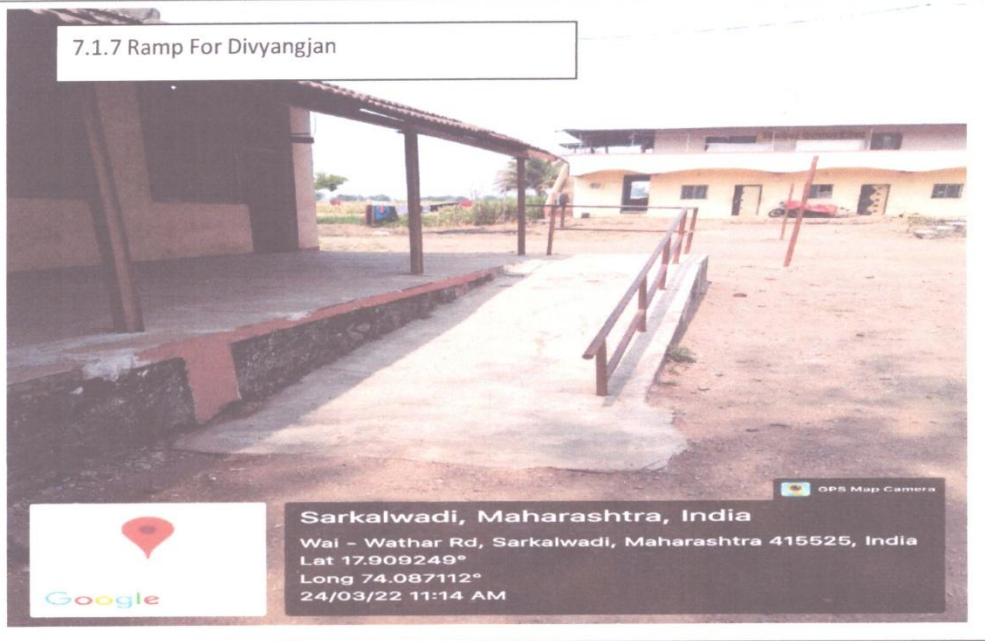 7.1.7 Ramp For Divyangjan
GPS Map Camera
Sarkalwadi, Maharashtra, India
Wai – Wathar Rd, Sarkalwadi, Maharashtra 415525, India
Lat 17.909249°
Long 74.087112°
24/03/22 11:14 AM
Google